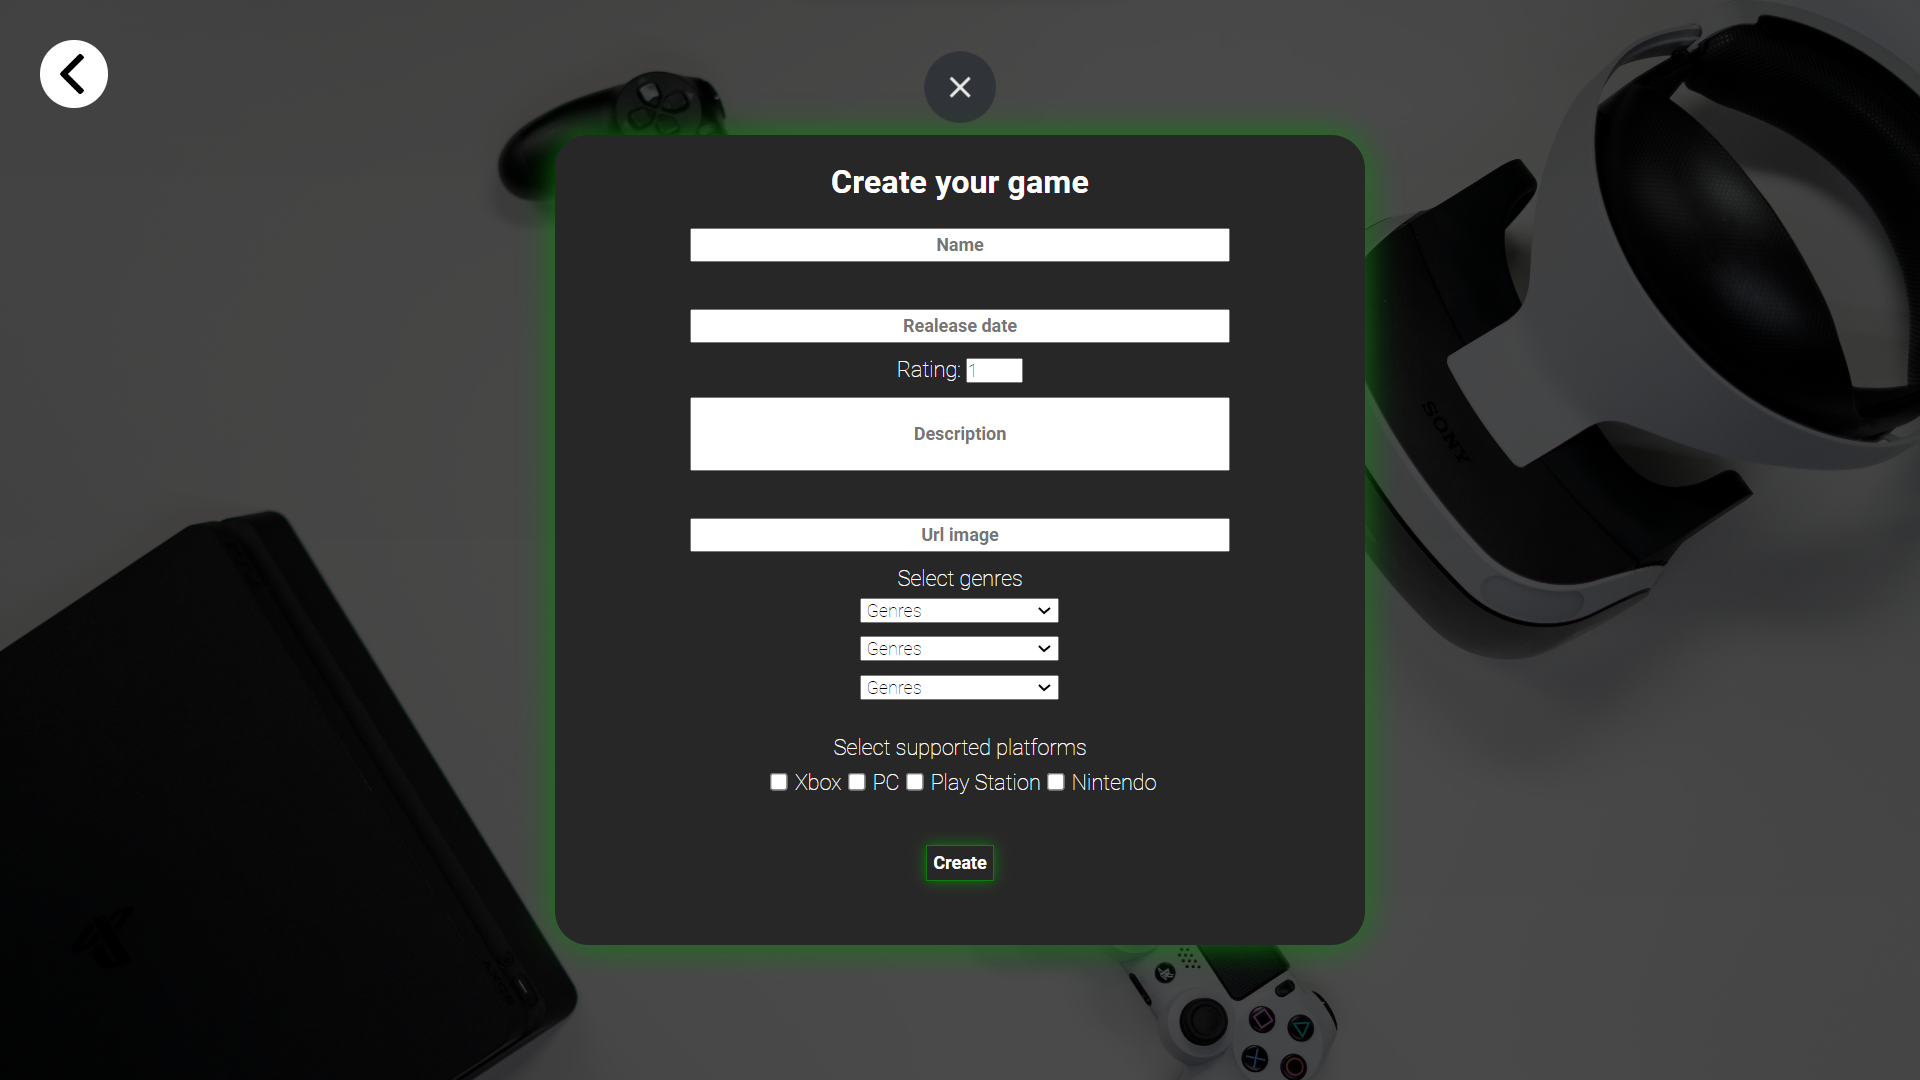 Create your game
Name
Realease date
Rating: 1
Description
Url image
Select genres
Genres
Genres
Genres
Select supported platforms
Xbox PC Play Station Nintendo
Create
SONY